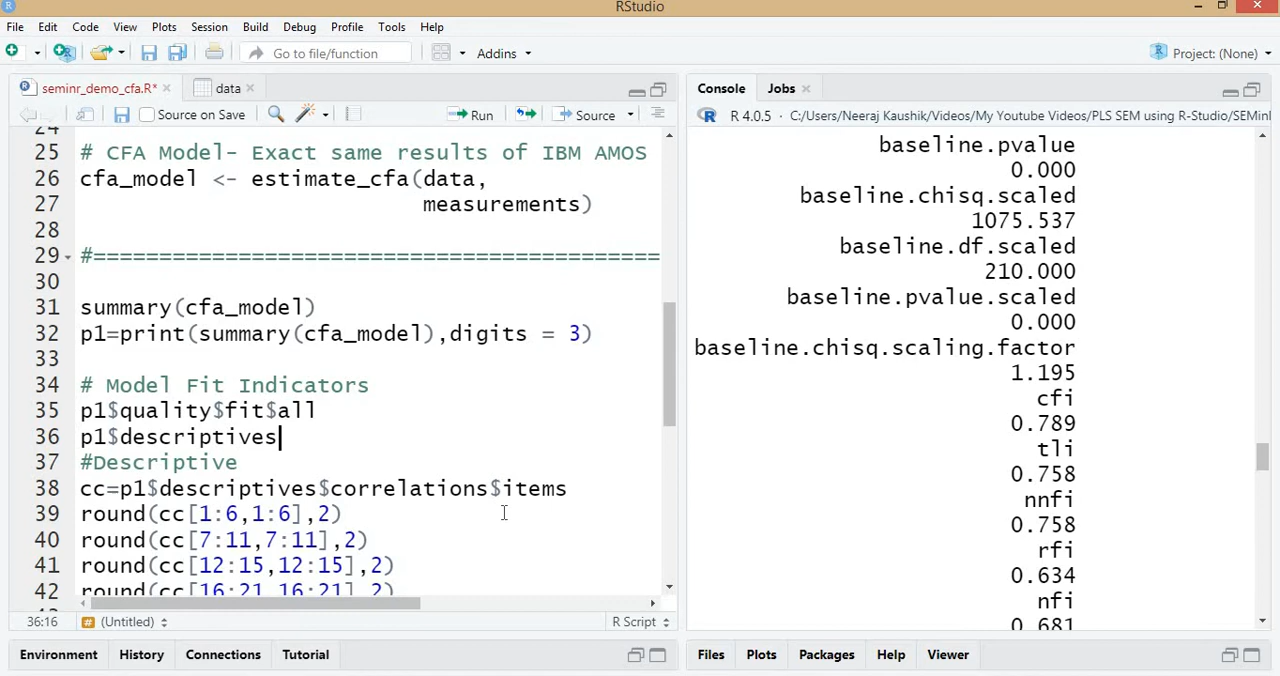 RStudio
File Edit Code View Plots Session Build Debug Profile Tools Help
Go to file/function Addins Project: (None)
seminr_demo_cfa.R* data
Source on Save Run Source
24
25 # CFA Model- Exact same results of IBM AMOS
26 cfa_model <- estimate_cfa(data,
27 measurements)
28
29 #===========================================
30
31 summary(cfa_model)
32 p1=print(summary(cfa_model),digits = 3)
33
34 # Model Fit Indicators
35 p1$quality$fit$all
36 p1$descriptives
37 #Descriptive
38 cc=p1$descriptives$correlations$items
39 round(cc[1:6,1:6],2)
40 round(cc[7:11,7:11],2)
41 round(cc[12:15,12:15],2)
42 round(cc[16:21,16:21],2)
36:16 # (Untitled) R Script
Console Jobs
R 4.0.5 · C:/Users/Neeraj Kaushik/Videos/My Youtube Videos/PLS SEM using R-Studio/SEMin
baseline.pvalue
0.000
baseline.chisq.scaled
1075.537
baseline.df.scaled
210.000
baseline.pvalue.scaled
0.000
baseline.chisq.scaling.factor
1.195
cfi
0.789
tli
0.758
nnfi
0.758
rfi
0.634
nfi
0.681
Environment History Connections Tutorial
Files Plots Packages Help Viewer